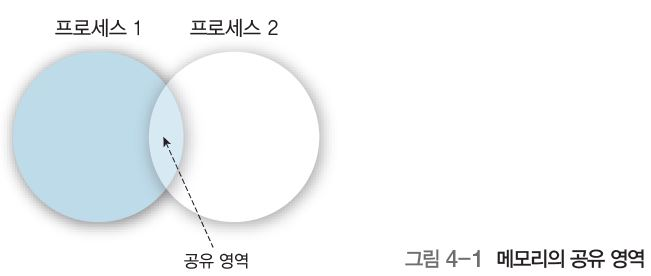 프로세스 1 프로세스 2
공유 영역
그림 4-1 메모리의 공유 영역